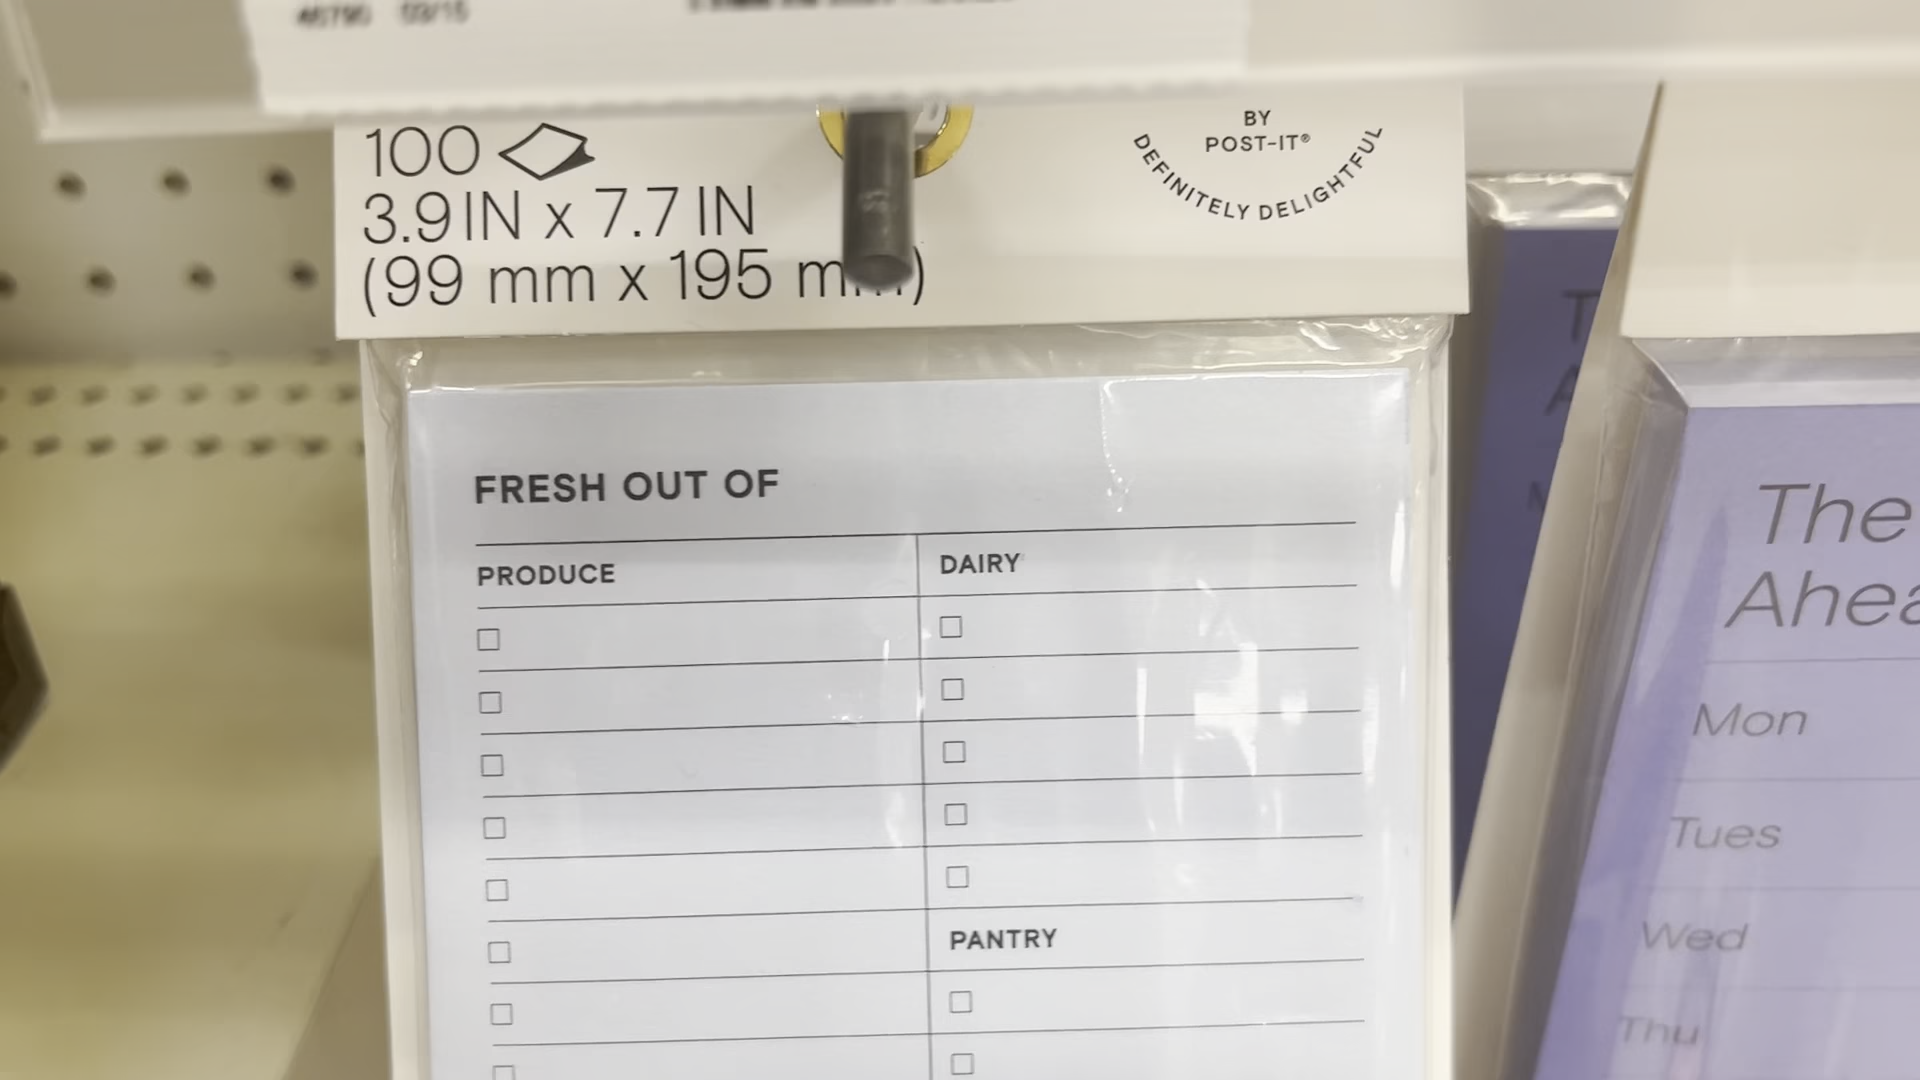 100
3.9 IN x 7.7 IN
(99 mm x 195 mm)
BY
POST-IT®
DEFINITELY DELIGHTFUL
FRESH OUT OF
PRODUCE
DAIRY
PANTRY
The
Ahea
Mon
Tues
Wed
Thu